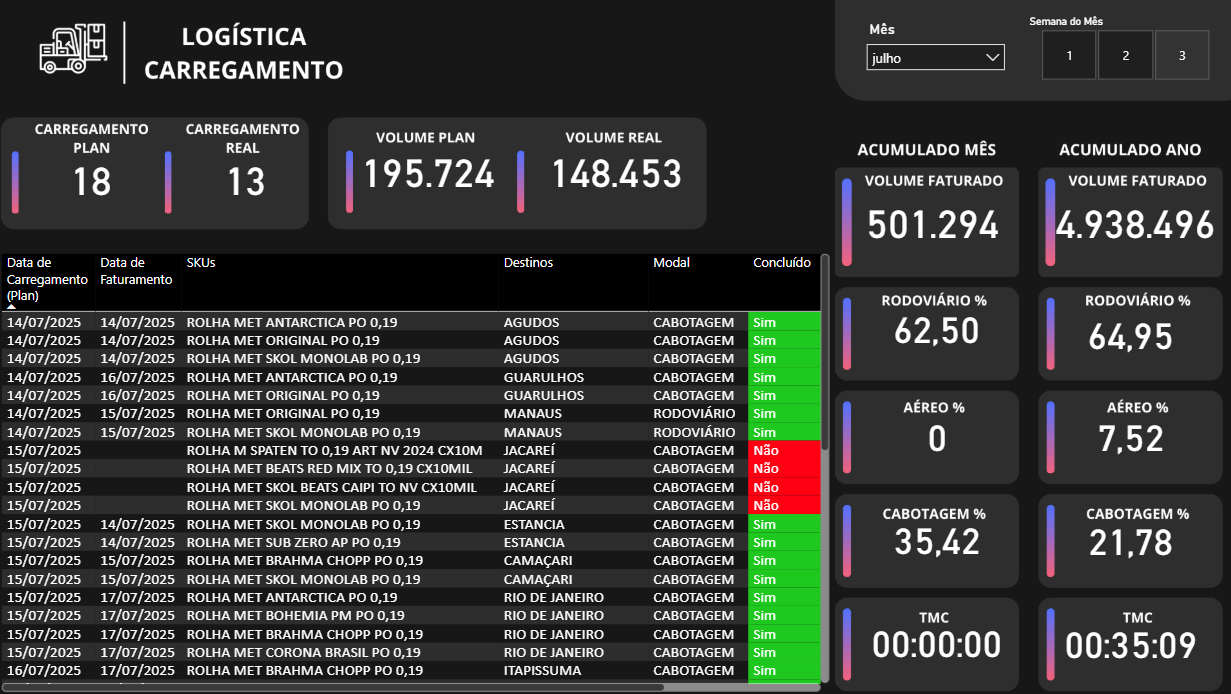 LOGÍSTICA
CARREGAMENTO
Mês
julho
Semana do Mês
1 2 3
CARREGAMENTO
PLAN
18
CARREGAMENTO
REAL
13
VOLUME PLAN
195.724
VOLUME REAL
148.453
Data de
Carregamento
(Plan)
Data de
Faturamento
SKUs
Destinos
Modal
Concluído
14/07/2025 14/07/2025 ROLHA MET ANTARCTICA PO 0,19 AGUDOS CABOTAGEM Sim
14/07/2025 14/07/2025 ROLHA MET ORIGINAL PO 0,19 AGUDOS CABOTAGEM Sim
14/07/2025 14/07/2025 ROLHA MET SKOL MONOLAB PO 0,19 AGUDOS CABOTAGEM Sim
14/07/2025 16/07/2025 ROLHA MET ANTARCTICA PO 0,19 GUARULHOS CABOTAGEM Sim
14/07/2025 16/07/2025 ROLHA MET ORIGINAL PO 0,19 GUARULHOS CABOTAGEM Sim
14/07/2025 15/07/2025 ROLHA MET ORIGINAL PO 0,19 MANAUS RODOVIÁRIO Sim
14/07/2025 15/07/2025 ROLHA MET SKOL MONOLAB PO 0,19 MANAUS RODOVIÁRIO Sim
15/07/2025 ROLHA M SPATEN TO 0,19 ART NV 2024 CX10M JACAREÍ CABOTAGEM Não
15/07/2025 ROLHA MET BEATS RED MIX TO 0,19 CX10MIL JACAREÍ CABOTAGEM Não
15/07/2025 ROLHA MET SKOL BEATS CAIPI TO NV CX10MIL JACAREÍ CABOTAGEM Não
15/07/2025 ROLHA MET SKOL MONOLAB PO 0,19 JACAREÍ CABOTAGEM Não
15/07/2025 14/07/2025 ROLHA MET SKOL MONOLAB PO 0,19 ESTANCIA CABOTAGEM Sim
15/07/2025 14/07/2025 ROLHA MET SUB ZERO AP PO 0,19 ESTANCIA CABOTAGEM Sim
15/07/2025 15/07/2025 ROLHA MET BRAHMA CHOPP PO 0,19 CAMAÇARI CABOTAGEM Sim
15/07/2025 15/07/2025 ROLHA MET SKOL MONOLAB PO 0,19 CAMAÇARI CABOTAGEM Sim
15/07/2025 17/07/2025 ROLHA MET ANTARCTICA PO 0,19 RIO DE JANEIRO CABOTAGEM Sim
15/07/2025 17/07/2025 ROLHA MET BOHEMIA PM PO 0,19 RIO DE JANEIRO CABOTAGEM Sim
15/07/2025 17/07/2025 ROLHA MET BRAHMA CHOPP PO 0,19 RIO DE JANEIRO CABOTAGEM Sim
15/07/2025 17/07/2025 ROLHA MET CORONA BRASIL PO 0,19 RIO DE JANEIRO CABOTAGEM Sim
16/07/2025 17/07/2025 ROLHA MET BRAHMA CHOPP PO 0,19 ITAPISSUMA CABOTAGEM Sim
ACUMULADO MÊS
VOLUME FATURADO
501.294
RODOVIÁRIO %
62,50
AÉREO %
0
CABOTAGEM %
35,42
TMC
00:00:00
ACUMULADO ANO
VOLUME FATURADO
4.938.496
RODOVIÁRIO %
64,95
AÉREO %
7,52
CABOTAGEM %
21,78
TMC
00:35:09